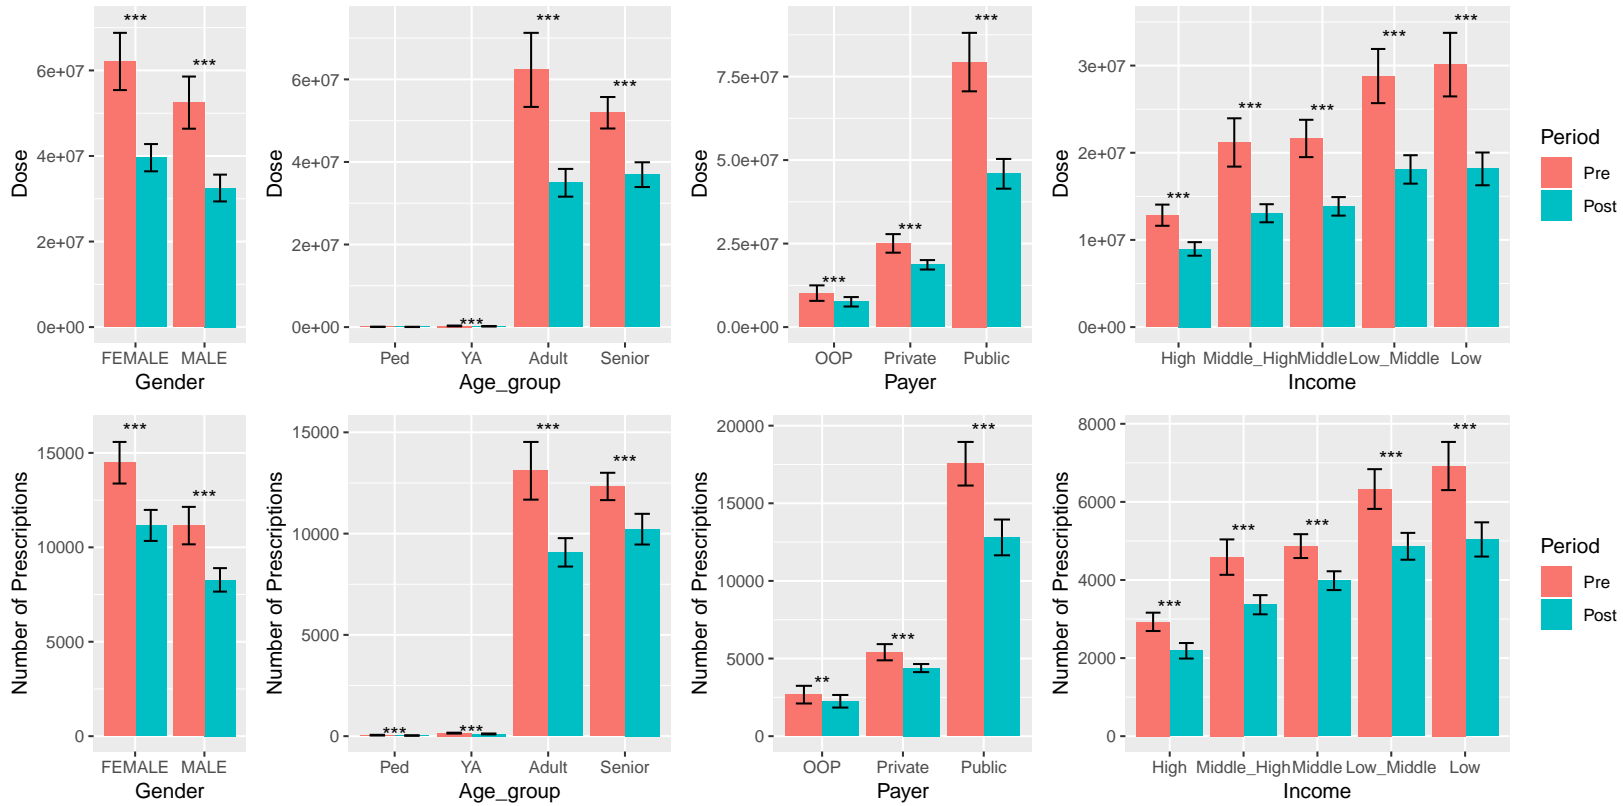 Dose
6e+07
4e+07
2e+07
0e+00
***
***
FEMALE MALE
Gender
Dose
6e+07
4e+07
2e+07
0e+00
***
***
***
Ped YA Adult Senior
Age_group
Dose
7.5e+07
5.0e+07
2.5e+07
0.0e+00
***
***
***
OOP Private Public
Payer
Dose
3e+07
2e+07
1e+07
0e+00
***
***
***
***
***
High Middle_High Middle Low_Middle Low
Income
Period
Pre
Post
Number of Prescriptions
15000
10000
5000
0
***
***
FEMALE MALE
Gender
Number of Prescriptions
15000
10000
5000
0
***
***
***
***
Ped YA Adult Senior
Age_group
Number of Prescriptions
20000
15000
10000
5000
0
**
***
***
OOP Private Public
Payer
Number of Prescriptions
8000
6000
4000
2000
0
***
***
***
***
***
High Middle_High Middle Low_Middle Low
Income
Period
Pre
Post